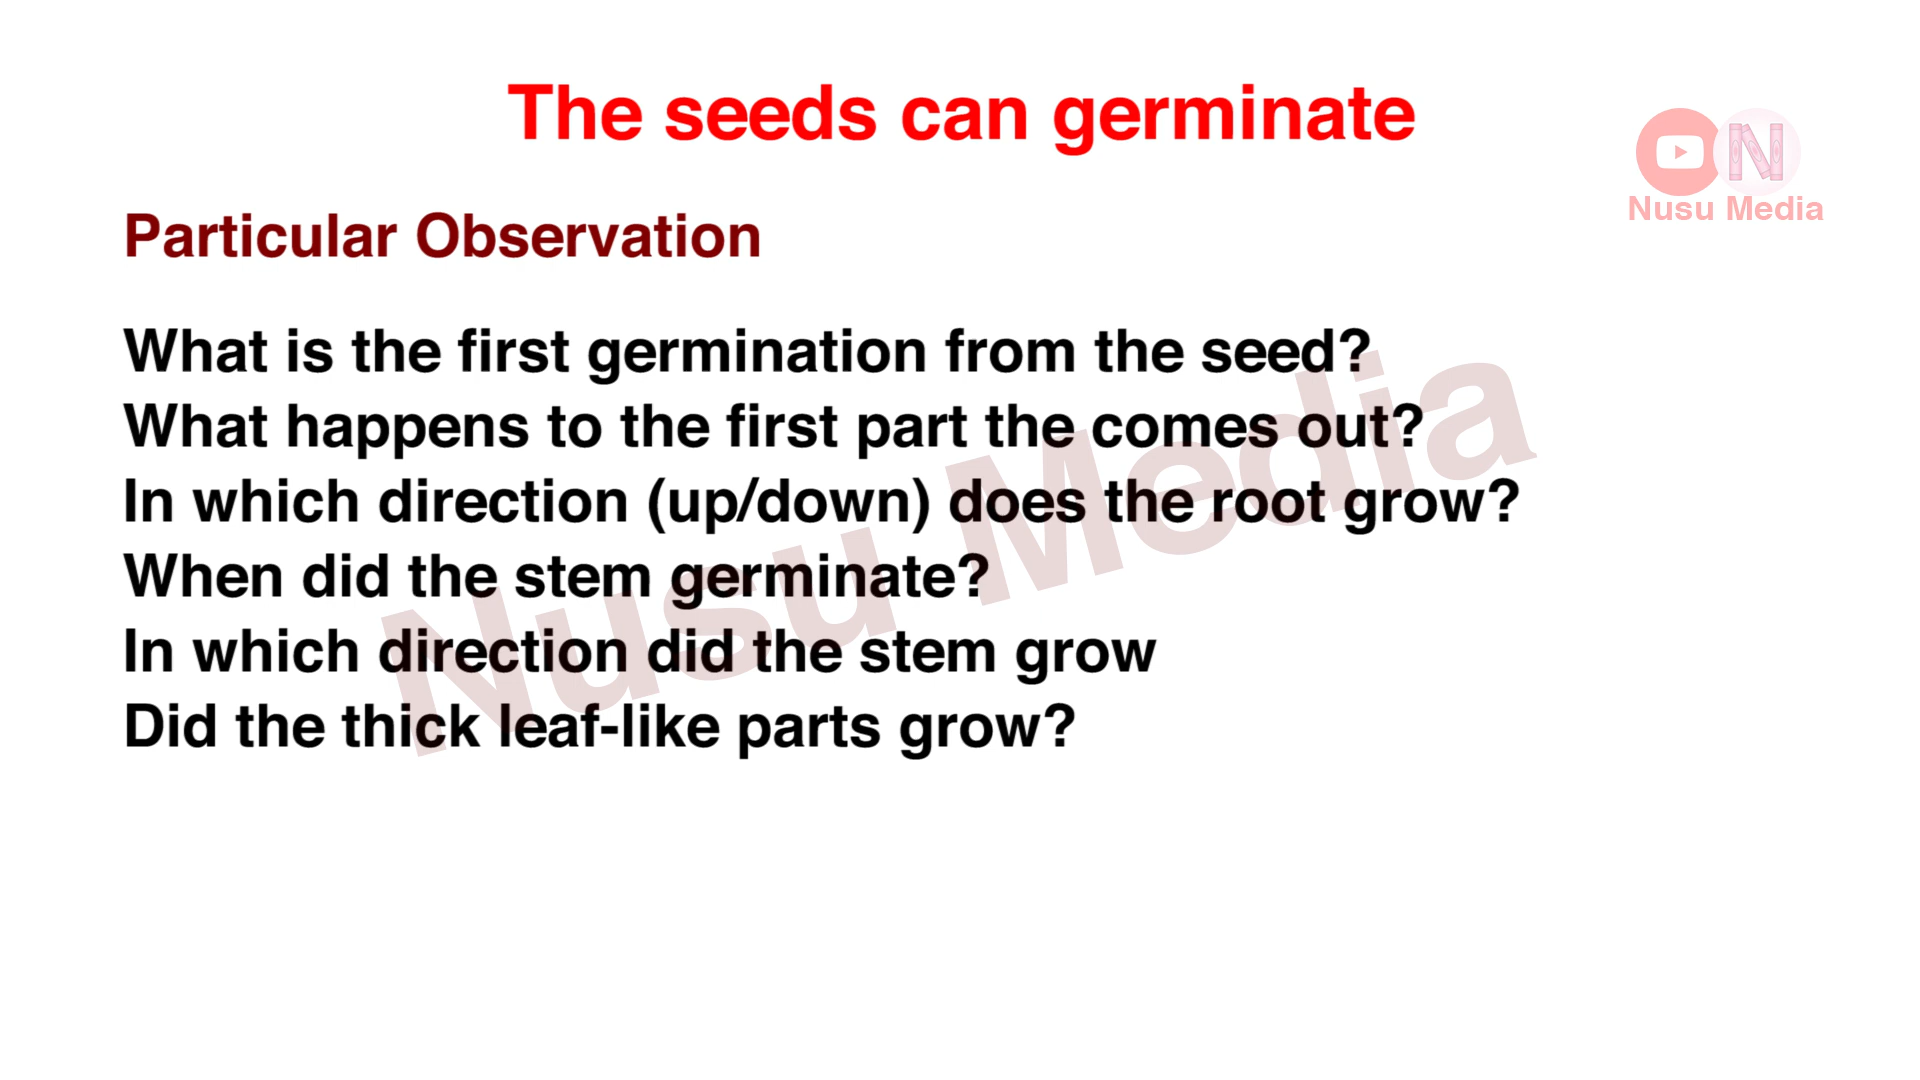 The seeds can germinate
Nusu Media
Particular Observation
What is the first germination from the seed?
What happens to the first part the comes out?
In which direction (up/down) does the root grow?
When did the stem germinate?
In which direction did the stem grow
Did the thick leaf-like parts grow?
Nusu Media